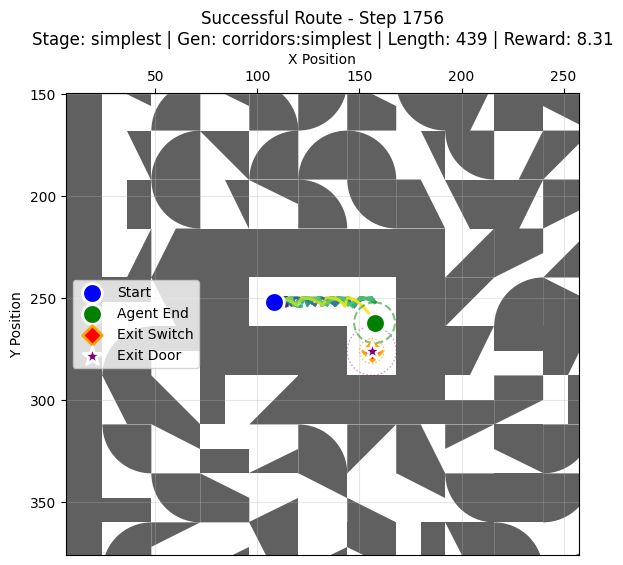 Successful Route - Step 1756
Stage: simplest | Gen: corridors:simplest | Length: 439 | Reward: 8.31
X Position
50 100 150 200 250
150
200
250
300
350
Y Position
Start
Agent End
Exit Switch
Exit Door